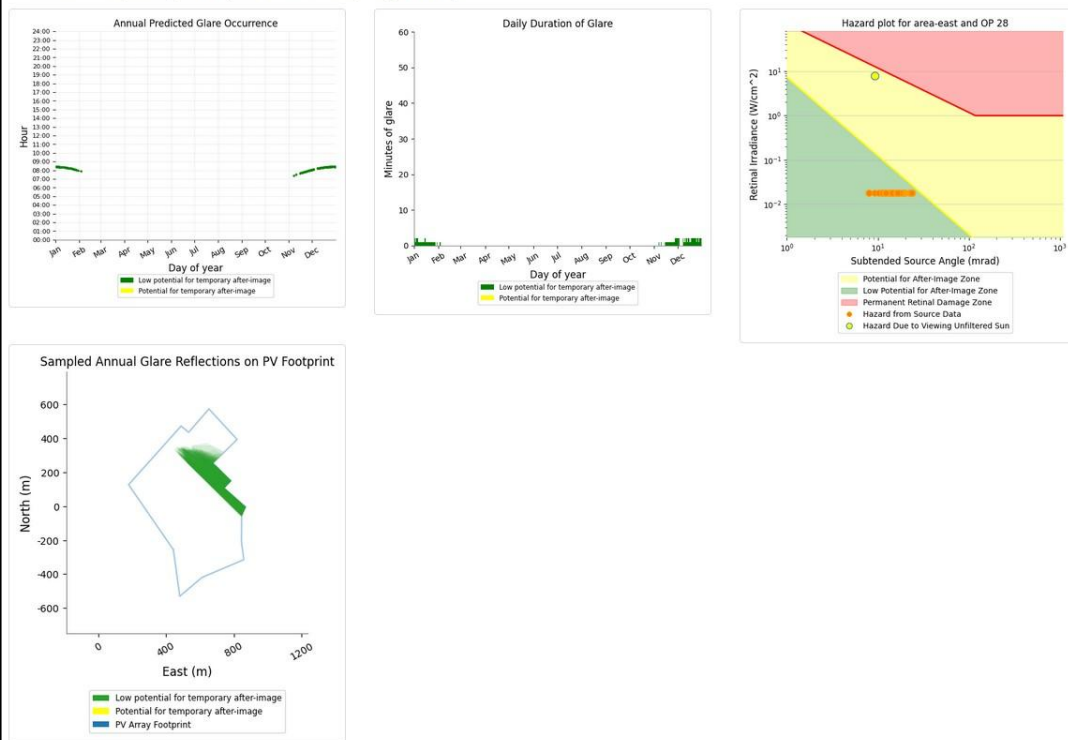 Annual Predicted Glare Occurrence
24:00
23:00
22:00
21:00
20:00
19:00
18:00
17:00
16:00
15:00
14:00
13:00
12:00
11:00
10:00
09:00
08:00
07:00
06:00
05:00
04:00
03:00
02:00
01:00
00:00
Hour
Jan Feb Mar Apr May Jun Jul Aug Sep Oct Nov Dec
Day of year
Low potential for temporary after-image
Potential for temporary after-image
Daily Duration of Glare
60
50
40
30
20
10
0
Minutes of glare
Jan Feb Mar Apr May Jun Jul Aug Sep Oct Nov Dec
Day of year
Low potential for temporary after-image
Potential for temporary after-image
Hazard plot for area-east and OP 28
10^1
10^0
10^-1
10^-2
Retinal Irradiance (W/cm^2)
10^0 10^1 10^2 10^3
Subtended Source Angle (mrad)
Potential for After-Image Zone
Low Potential for After-Image Zone
Permanent Retinal Damage Zone
Hazard from Source Data
Hazard Due to Viewing Unfiltered Sun
Sampled Annual Glare Reflections on PV Footprint
600
400
200
0
-200
-400
-600
North (m)
0 400 800 1200
East (m)
Low potential for temporary after-image
Potential for temporary after-image
PV Array Footprint